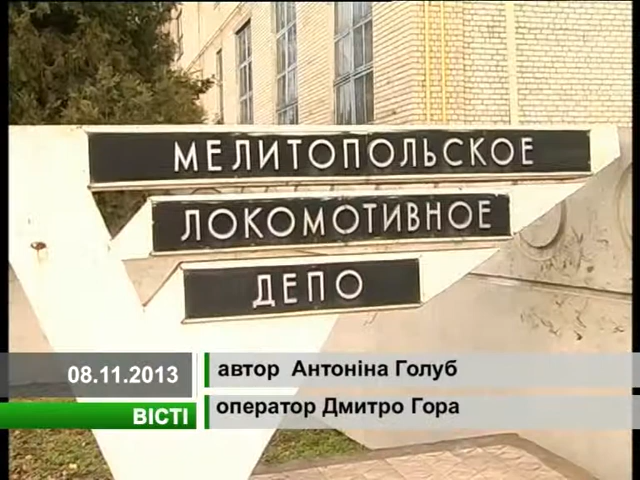 МЕЛИТОПОЛЬСКОЕ
ЛОКОМОТИВНОЕ
ДЕПО
08.11.2013
автор Антоніна Голуб
ВІСТІ
оператор Дмитро Гора